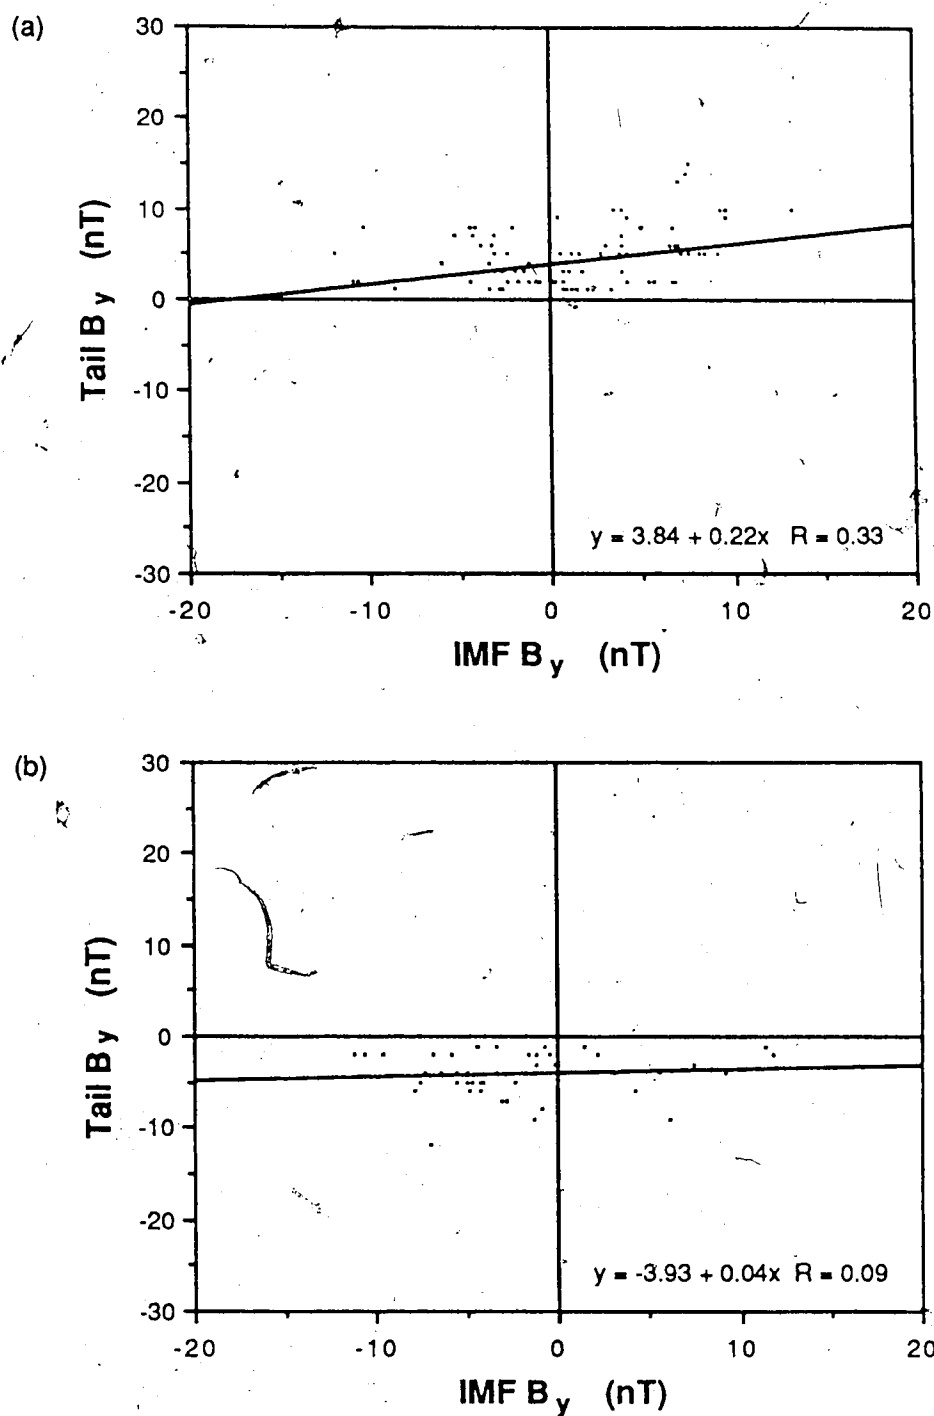 (a)
30
20
10
0
-10
-20
-30
Tail B y (nT)
y = 3.84 + 0.22x R = 0.33
-20 -10 0 10 20
IMF B y (nT)
(b)
30
20
10
0
-10
-20
-30
Tail B y (nT)
y = -3.93 + 0.04x R = 0.09
-20 -10 0 10 20
IMF B y (nT)